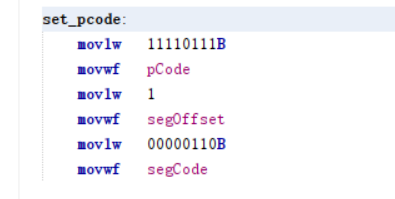 set_pcode:
movlw 11110111B
movwf pCode
movlw 1
movwf segOffset
movlw 00000110B
movwf segCode